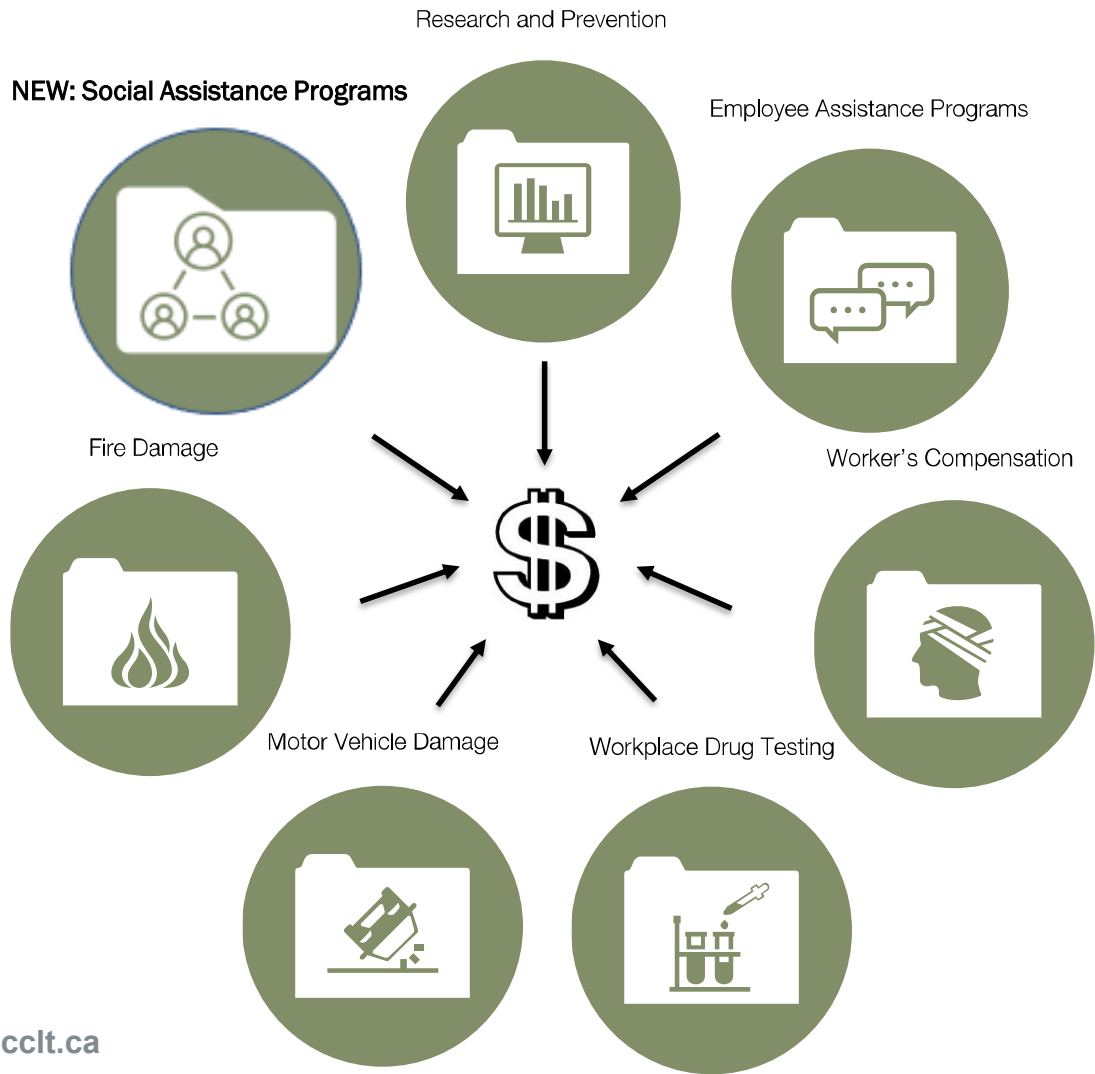 Research and Prevention
NEW: Social Assistance Programs
Employee Assistance Programs
Fire Damage
Worker's Compensation
$
Motor Vehicle Damage
Workplace Drug Testing
cclt.ca